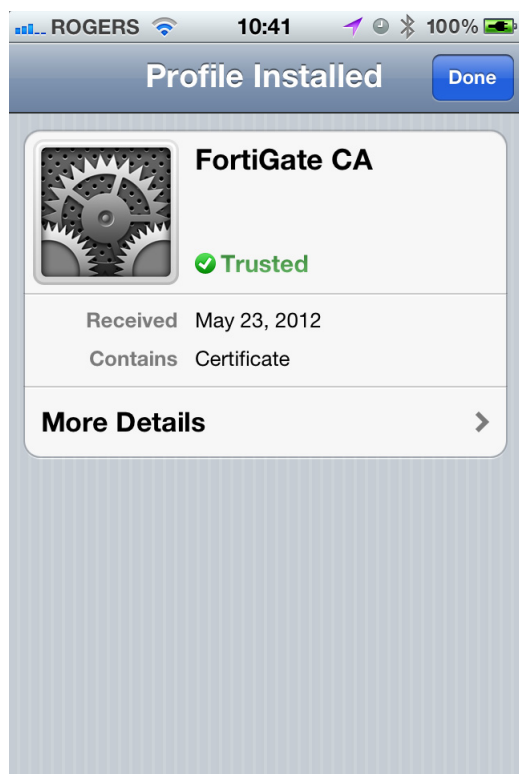 ROGERS 10:41 100%
Profile Installed Done
FortiGate CA
Trusted
Received May 23, 2012
Contains Certificate
More Details